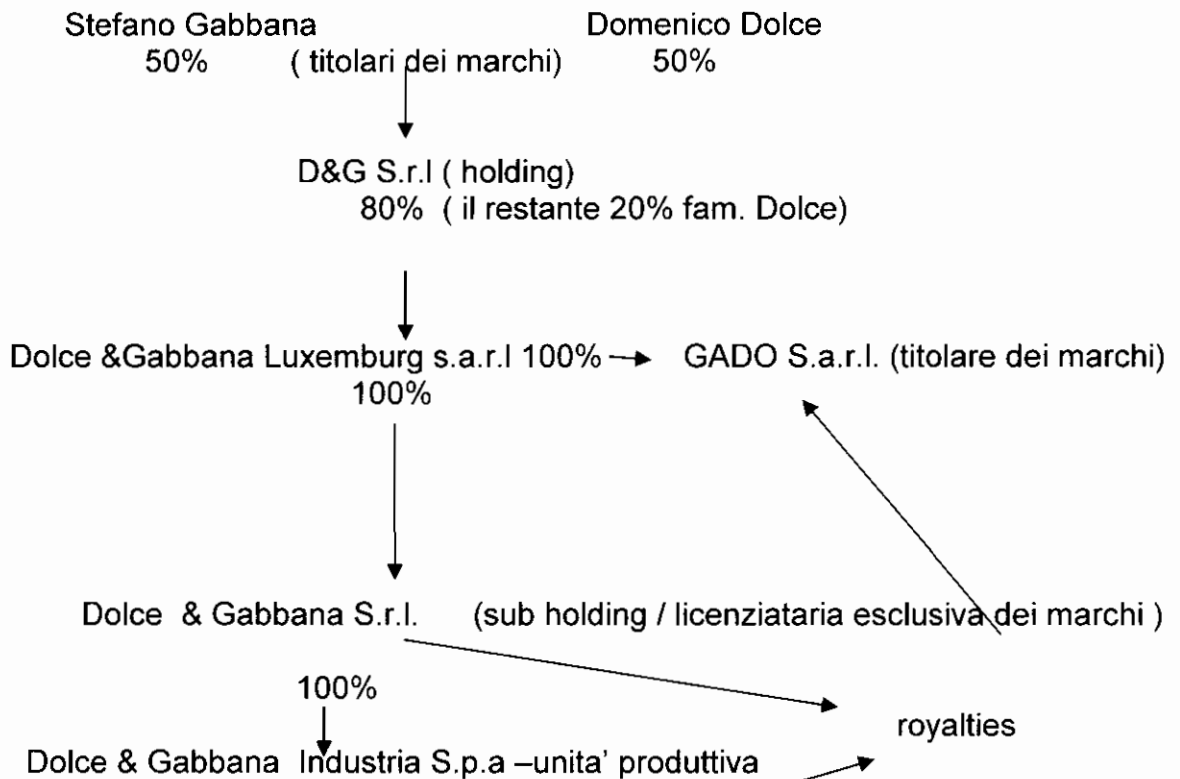 Stefano Gabbana Domenico Dolce
50% ( titolari dei marchi) 50%
D&G S.r.l ( holding)
80% ( il restante 20% fam. Dolce)
Dolce &Gabbana Luxemburg s.a.r.l 100% GADO S.a.r.l. (titolare dei marchi)
100%
Dolce & Gabbana S.r.l. (sub holding / licenziataria esclusiva dei marchi )
100%
royalties
Dolce & Gabbana Industria S.p.a –unita’ produttiva